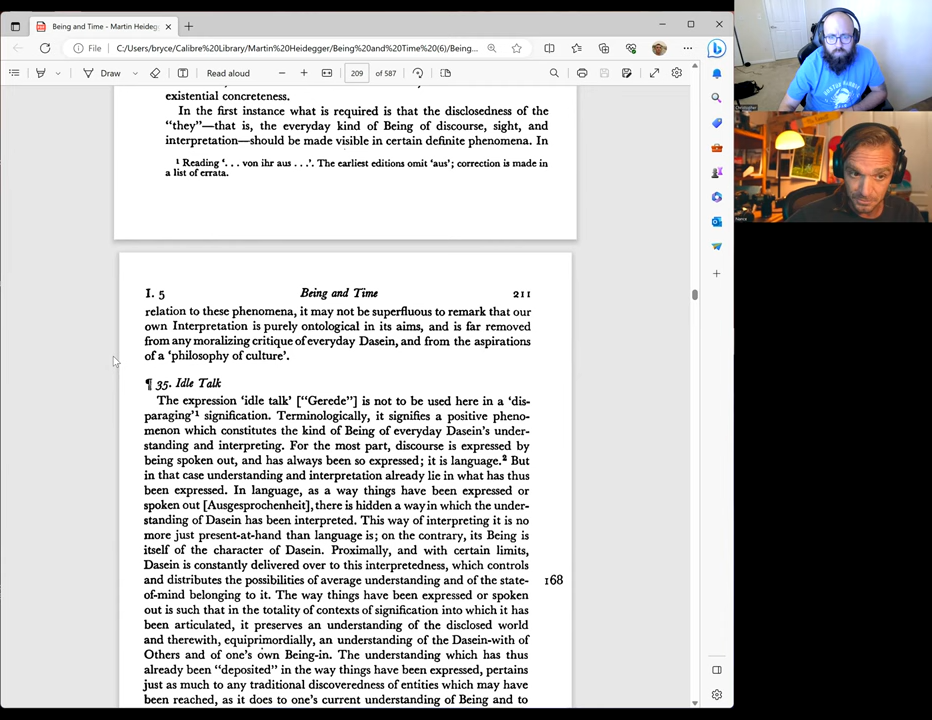 Being and Time - Martin Heideg
File
C:/Users/bryce/Calibre%20Library/Martin%20Heidegger/Being%20and%20Time%20(6)/Being...
Draw
Read aloud
209 of 587
existential concreteness.
In the first instance what is required is that the disclosedness of the
“they”—that is, the everyday kind of Being of discourse, sight, and
interpretation—should be made visible in certain definite phenomena. In
1 Reading ‘. . . von ihr aus . . .’. The earliest editions omit ‘aus’; correction is made in
a list of errata.
I. 5 Being and Time 211
relation to these phenomena, it may not be superfluous to remark that our
own Interpretation is purely ontological in its aims, and is far removed
from any moralizing critique of everyday Dasein, and from the aspirations
of a ‘philosophy of culture’.
¶ 35. Idle Talk
The expression ‘idle talk’ [“Gerede”] is not to be used here in a ‘dis-
paraging’1 signification. Terminologically, it signifies a positive pheno-
menon which constitutes the kind of Being of everyday Dasein’s under-
standing and interpreting. For the most part, discourse is expressed by
being spoken out, and has always been so expressed; it is language.2 But
in that case understanding and interpretation already lie in what has thus
been expressed. In language, as a way things have been expressed or
spoken out [Ausgesprochenheit], there is hidden a way in which the under-
standing of Dasein has been interpreted. This way of interpreting it is no
more just present-at-hand than language is; on the contrary, its Being is
itself of the character of Dasein. Proximally, and with certain limits,
Dasein is constantly delivered over to this interpretedness, which controls
and distributes the possibilities of average understanding and of the state-
168
of-mind belonging to it. The way things have been expressed or spoken
out is such that in the totality of contexts of signification into which it has
been articulated, it preserves an understanding of the disclosed world
and therewith, equiprimordially, an understanding of the Dasein-with of
Others and of one’s own Being-in. The understanding which has thus
already been “deposited” in the way things have been expressed, pertains
just as much to any traditional discoveredness of entities which may have
been reached, as it does to one’s current understanding of Being and to